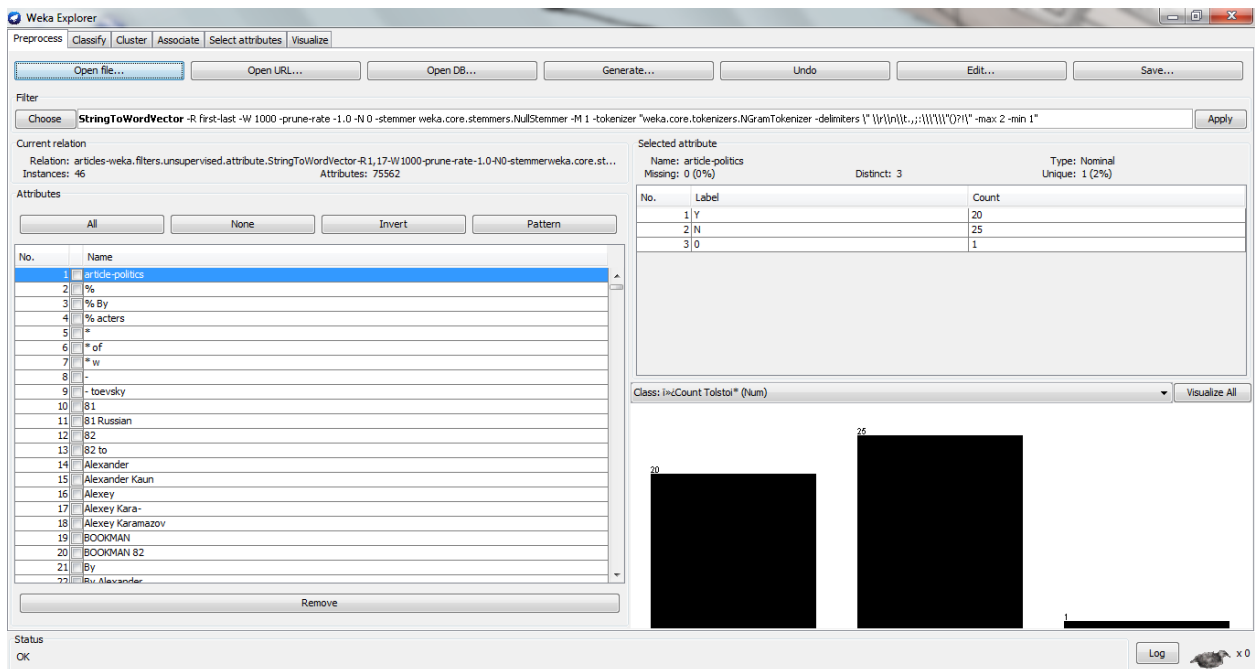 Weka Explorer
Preprocess Classify Cluster Associate Select attributes Visualize
Open file... Open URL... Open DB... Generate... Undo Edit... Save...
Filter
Choose StringToWordVector -R first-last -W 1000 -prune-rate -1.0 -N 0 -stemmer weka.core.stemmers.NullStemmer -M 1 -tokenizer "weka.core.tokenizers.NGramTokenizer -delimiters \" \\r\\n\\t.,;:\\\'\\\"()?!\" -max 2 -min 1" Apply
Current relation
Relation: articles-weka.filters.unsupervised.attribute.StringToWordVector-R1,17-W1000-prune-rate-1.0-N0-stemmerweka.core.st...
Instances: 46 Attributes: 75562
Attributes
All None Invert Pattern
No. Name
1 article-politics
2 %
3 % By
4 % acters
5 *
6 * of
7 * w
8 -
9 - toevsky
10 81
11 81 Russian
12 82
13 82 to
14 Alexander
15 Alexander Kaun
16 Alexey
17 Alexey Kara-
18 Alexey Karamazov
19 BOOKMAN
20 BOOKMAN 82
21 By
22 By Alexander
Remove
Selected attribute
Name: article-politics Type: Nominal
Missing: 0 (0%) Distinct: 3 Unique: 1 (2%)
No. Label Count
1 Y 20
2 N 25
3 0 1
Class: ï»¿Count Tolstoi* (Num) Visualize All
20
25
1
Status
OK
Log x 0